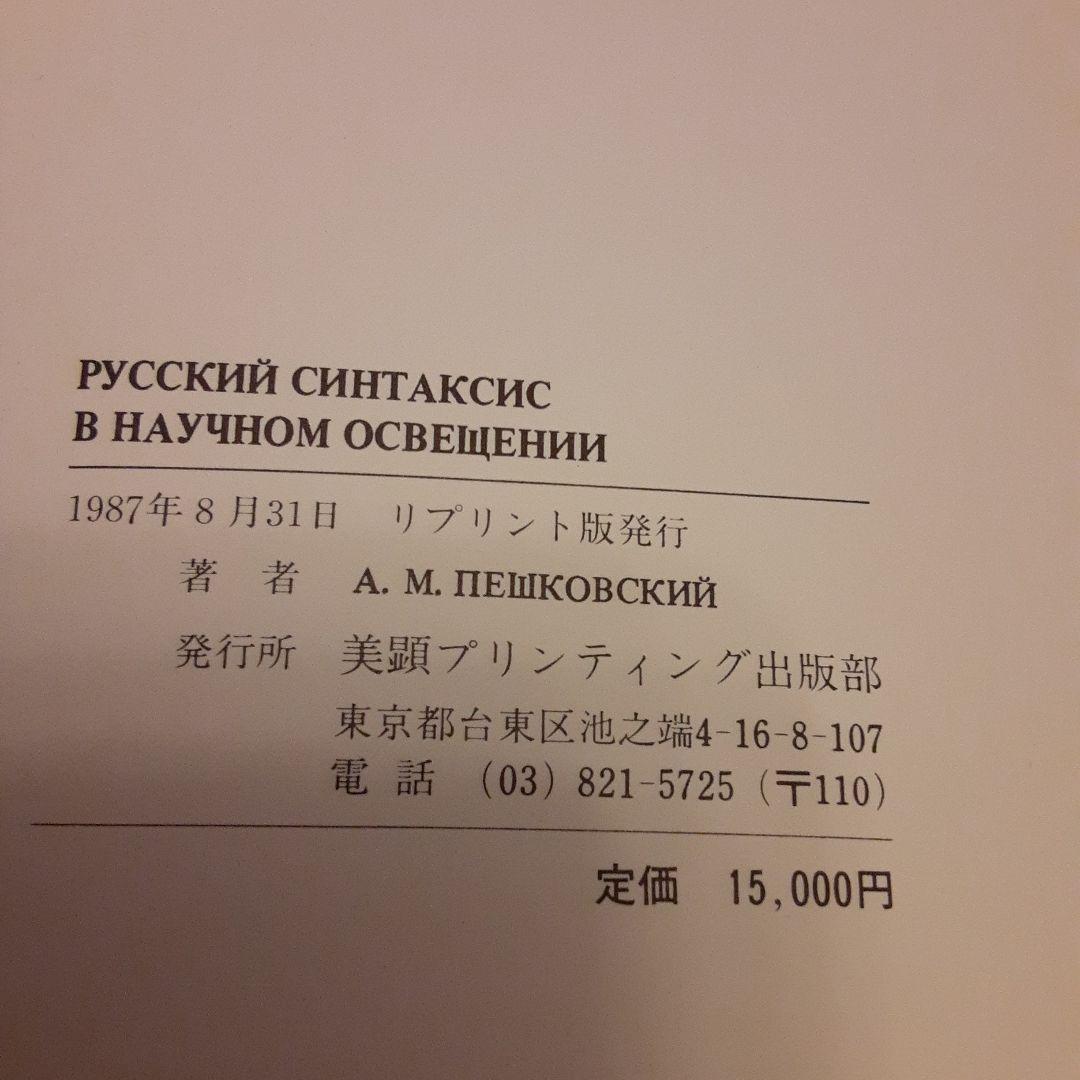 РУССКИЙ СИНТАКСИС
В НАУЧНОМ ОСВЕЩЕНИИ
1987年8月31日 リプリント版発行
著 者 А. М. ПЕШКОВСКИЙ
発行所 美顕プリンティング出版部
東京都台東区池之端4-16-8-107
電 話 (03) 821-5725 (〒110)
定価 15,000円